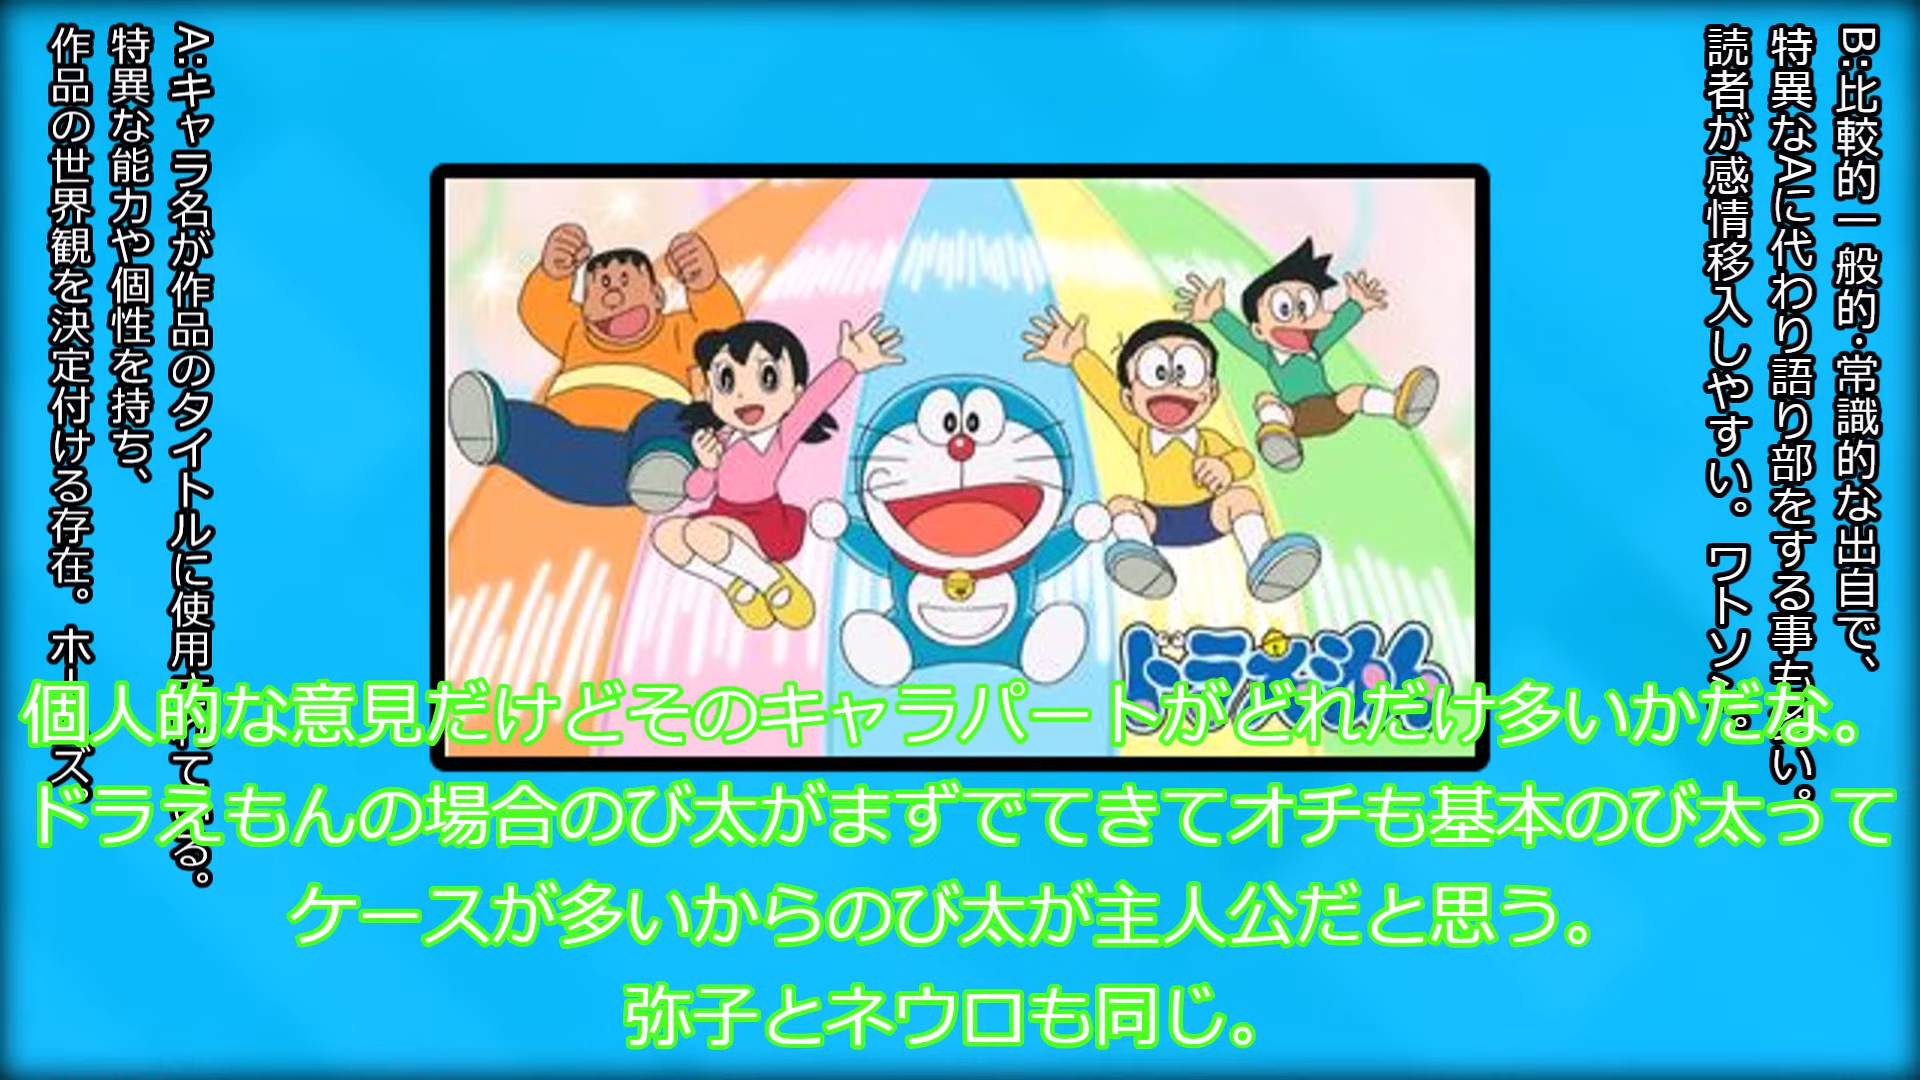 B:比較的一般的・常識的な出自で、
特異なAに代わり語り部をする事も い。
読者が感情移入しやすい。ワトソン
A:キャラ名が作品のタイトルに使用 れて る。
特異な能力や個性を持ち、
作品の世界観を決定付ける存在。ホー ズ
ドラえもん
個人的な意見だけどそのキャラパートがどれだけ多いかだな。
ドラえもんの場合のび太がまずでてきてオチも基本のび太って
ケースが多いからのび太が主人公だと思う。
弥子とネウロも同じ。